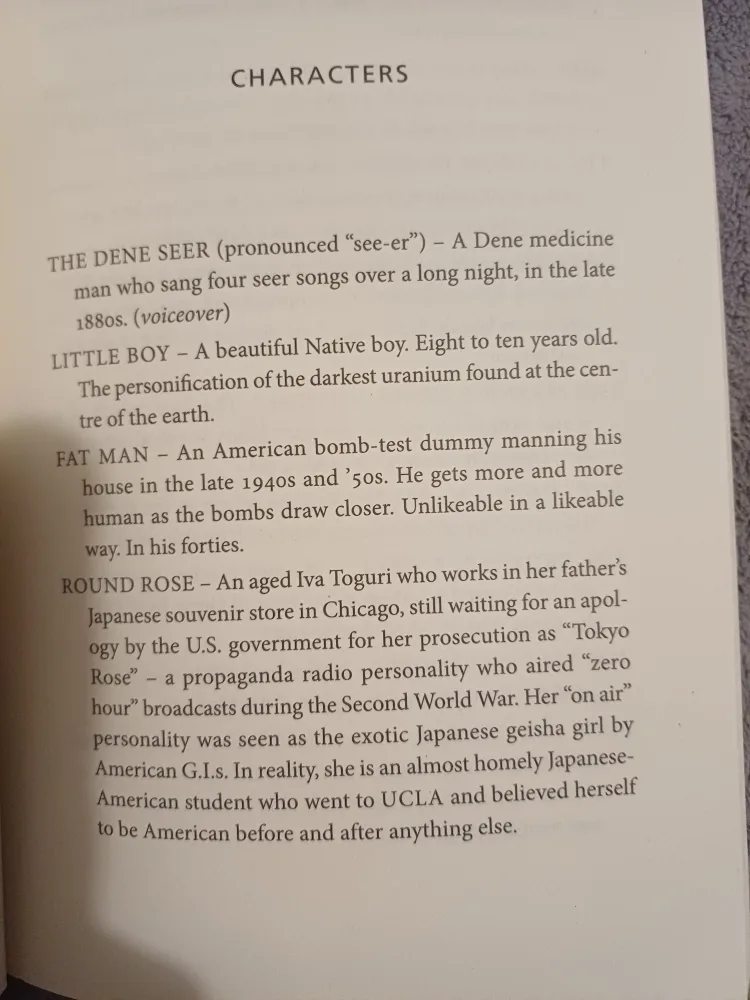 CHARACTERS
THE DENE SEER (pronounced “see-er”) – A Dene medicine
man who sang four seer songs over a long night, in the late
1880s. (voiceover)
LITTLE BOY – A beautiful Native boy. Eight to ten years old.
The personification of the darkest uranium found at the cen-
tre of the earth.
FAT MAN – An American bomb-test dummy manning his
house in the late 1940s and ’50s. He gets more and more
human as the bombs draw closer. Unlikeable in a likeable
way. In his forties.
ROUND ROSE – An aged Iva Toguri who works in her father’s
Japanese souvenir store in Chicago, still waiting for an apol-
ogy by the U.S. government for her prosecution as “Tokyo
Rose” – a propaganda radio personality who aired “zero
hour” broadcasts during the Second World War. Her “on air”
personality was seen as the exotic Japanese geisha girl by
American G.I.s. In reality, she is an almost homely Japanese-
American student who went to UCLA and believed herself
to be American before and after anything else.